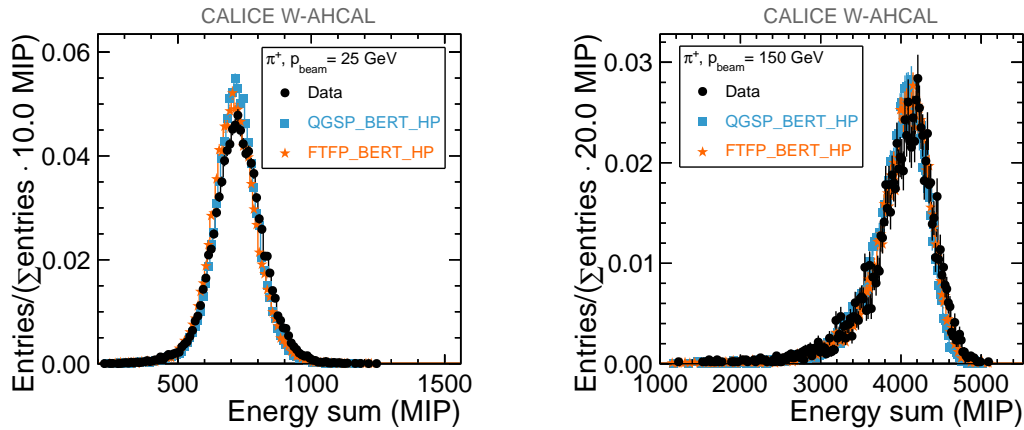 CALICE W-AHCAL
Entries/(∑entries · 10.0 MIP)
0.06
0.04
0.02
0.00
π⁺, p_beam = 25 GeV
Data
QGSP_BERT_HP
FTFP_BERT_HP
500
1000
1500
Energy sum (MIP)
CALICE W-AHCAL
Entries/(∑entries · 20.0 MIP)
0.03
0.02
0.01
0.00
π⁺, p_beam = 150 GeV
Data
QGSP_BERT_HP
FTFP_BERT_HP
1000
2000
3000
4000
5000
Energy sum (MIP)